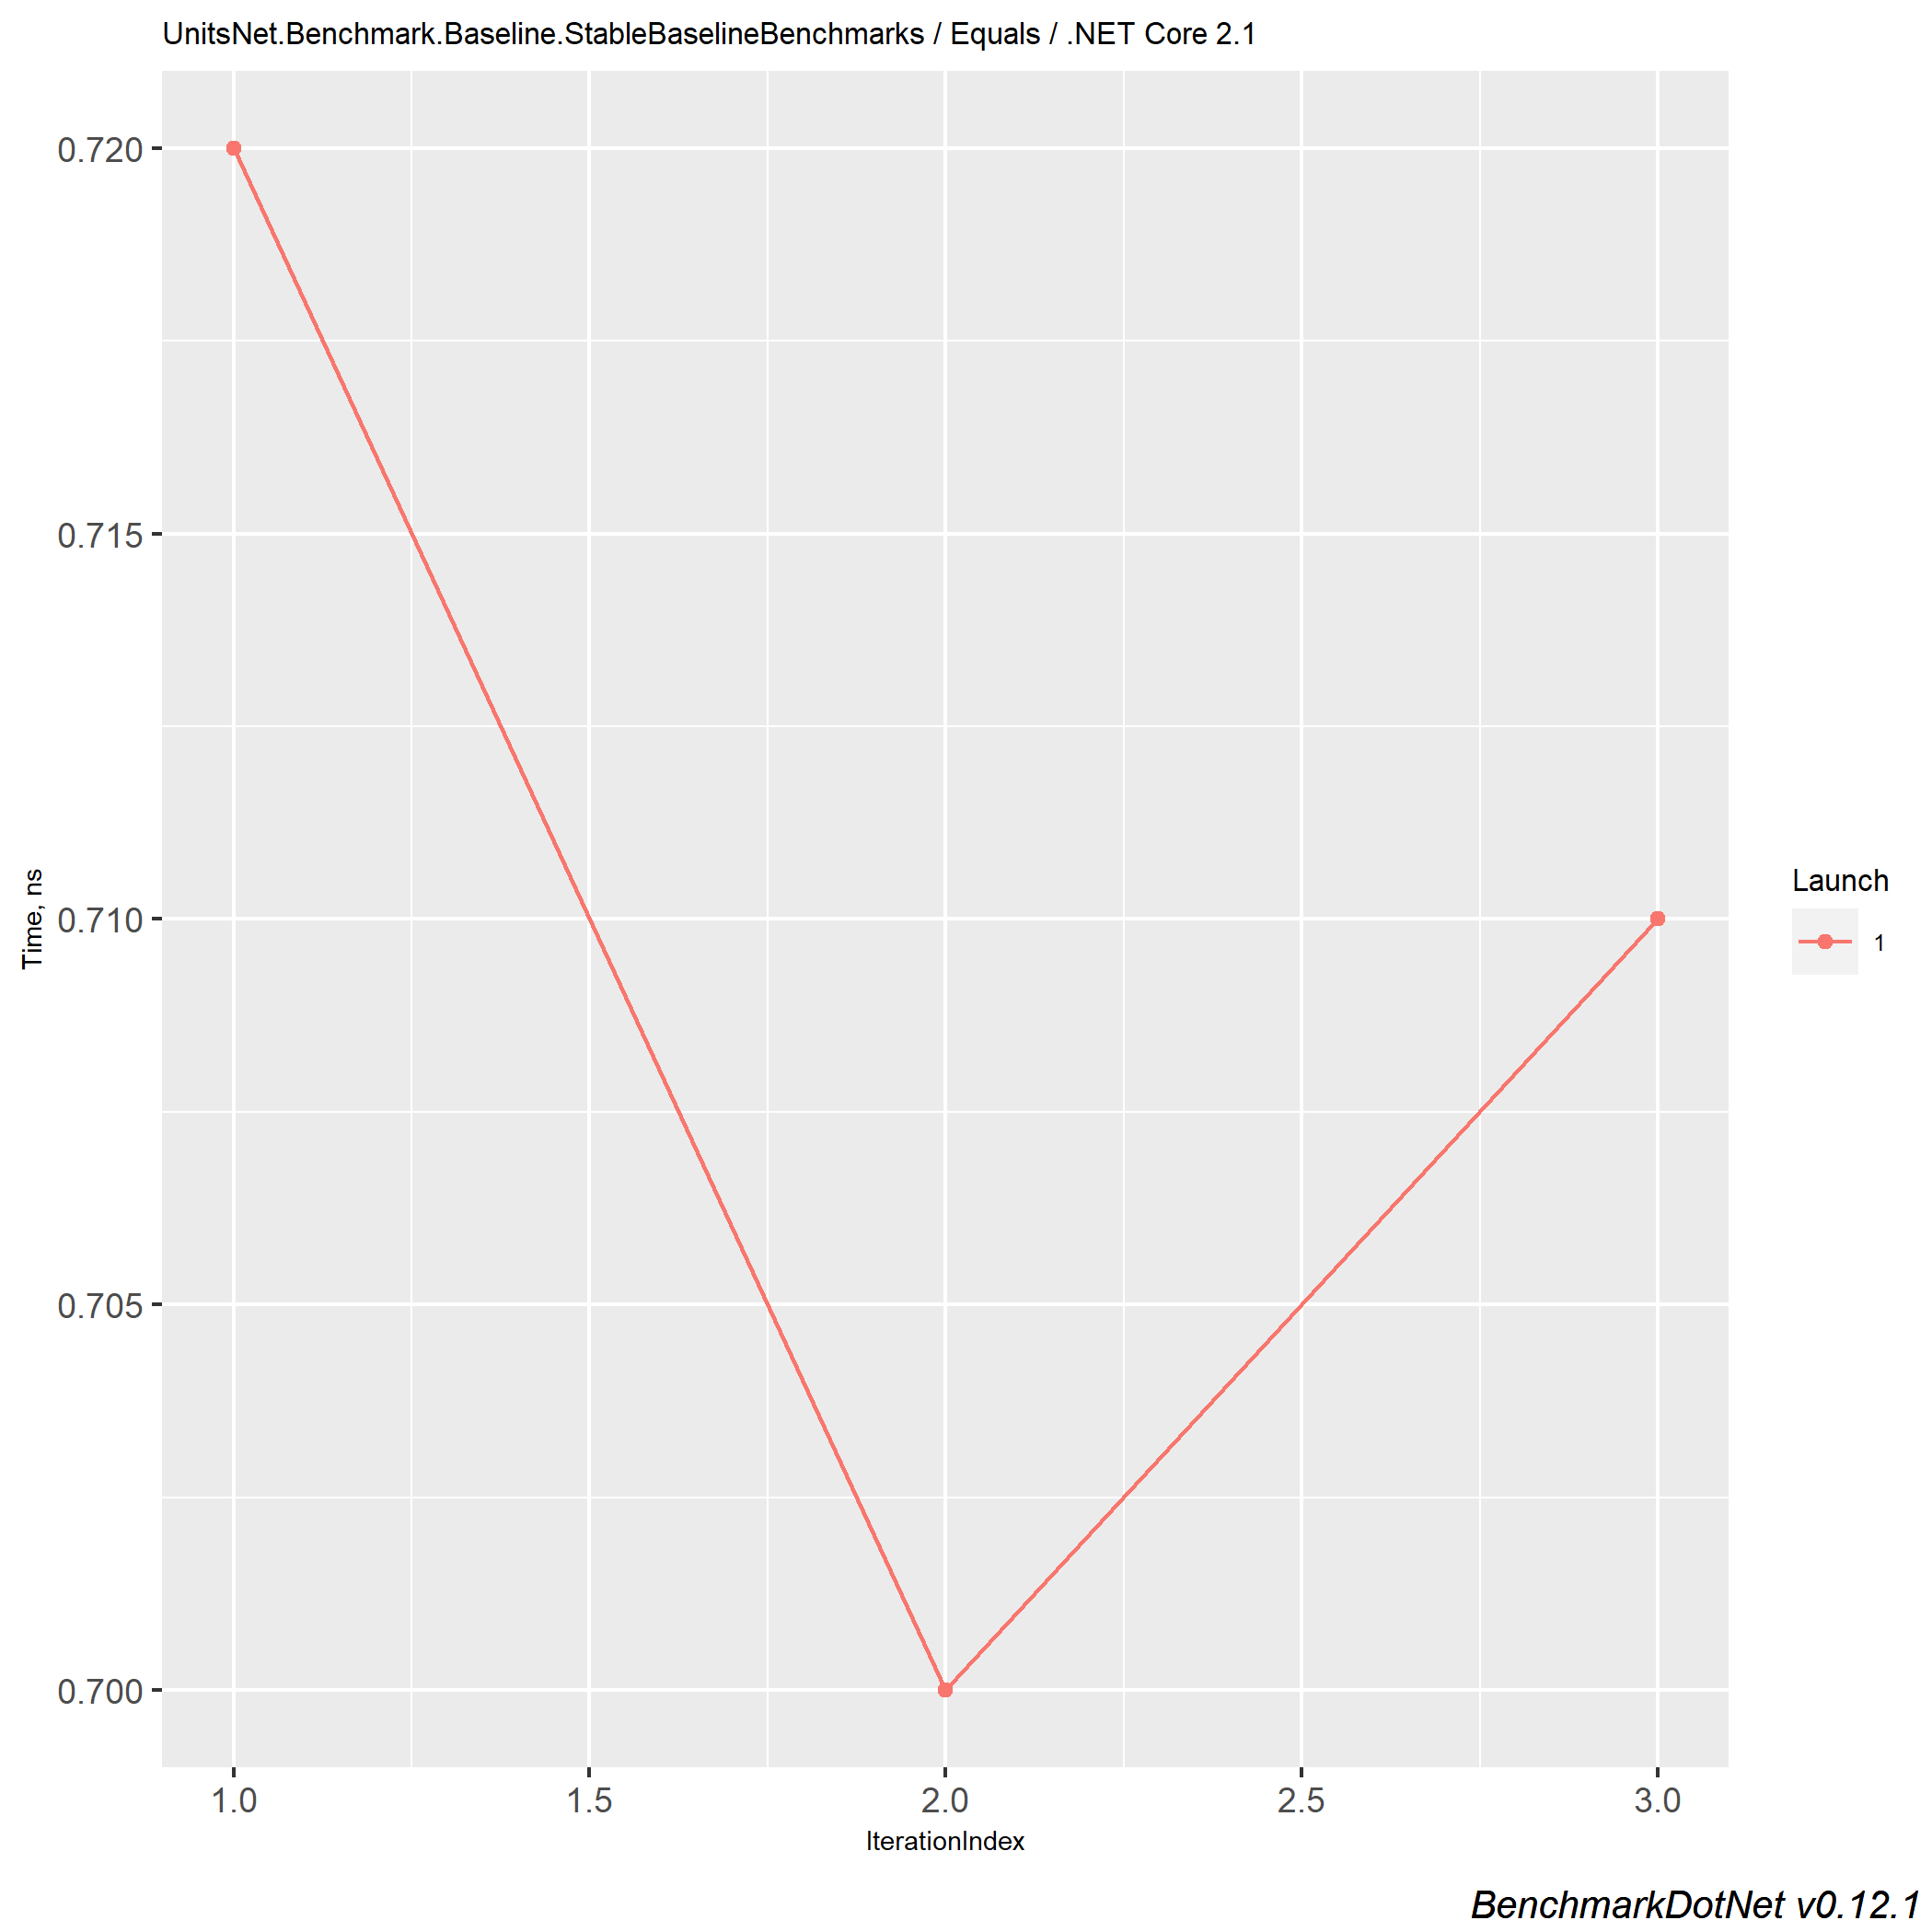 UnitsNet.Benchmark.Baseline.StableBaselineBenchmarks / Equals / .NET Core 2.1
0.720
0.715
0.710
0.705
0.700
Time, ns
1.0 1.5 2.0 2.5 3.0
IterationIndex
Launch
1
BenchmarkDotNet v0.12.1